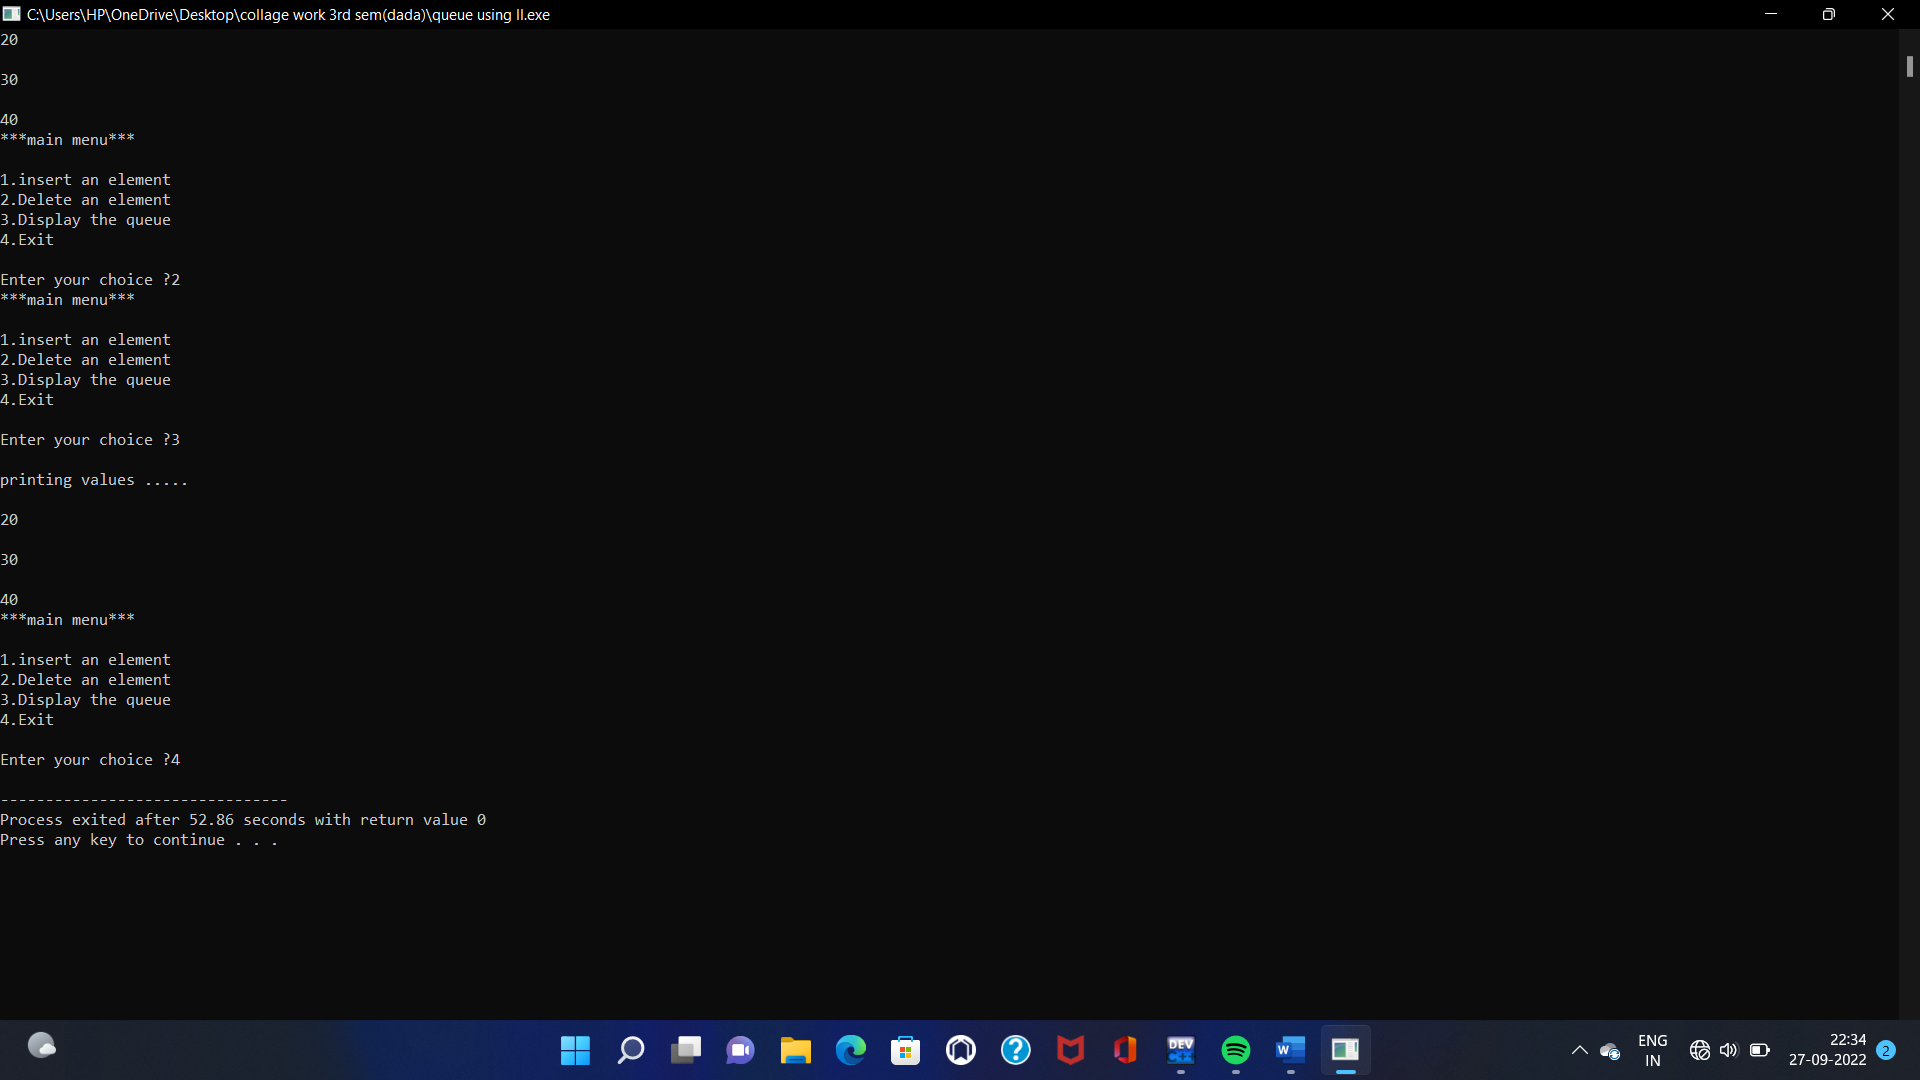 C:\Users\HP\OneDrive\Desktop\collage work 3rd sem(dada)\queue using ll.exe
20
30
40
***main menu***
1.insert an element
2.Delete an element
3.Display the queue
4.Exit
Enter your choice ?2
***main menu***
1.insert an element
2.Delete an element
3.Display the queue
4.Exit
Enter your choice ?3
printing values .....
20
30
40
***main menu***
1.insert an element
2.Delete an element
3.Display the queue
4.Exit
Enter your choice ?4
--------------------------------
Process exited after 52.86 seconds with return value 0
Press any key to continue . . .
DEV
C++
W
ENG
IN
22:34
27-09-2022
2